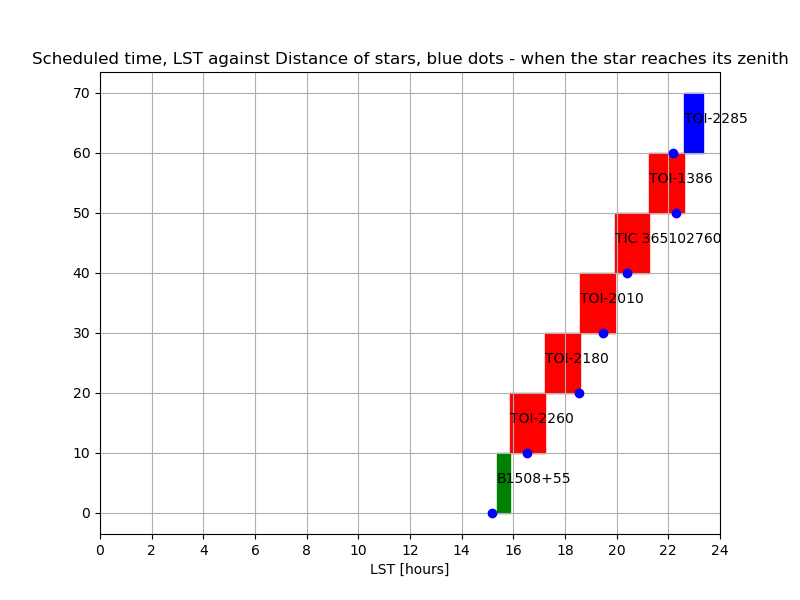 Scheduled time, LST against Distance of stars, blue dots - when the star reaches its zenith
70
TOI-2285
60
TOI-1386
50
TIC 365102760
40
TOI-2010
30
TOI-2180
20
TOI-2260
10
B1508+55
0
0 2 4 6 8 10 12 14 16 18 20 22 24
LST [hours]